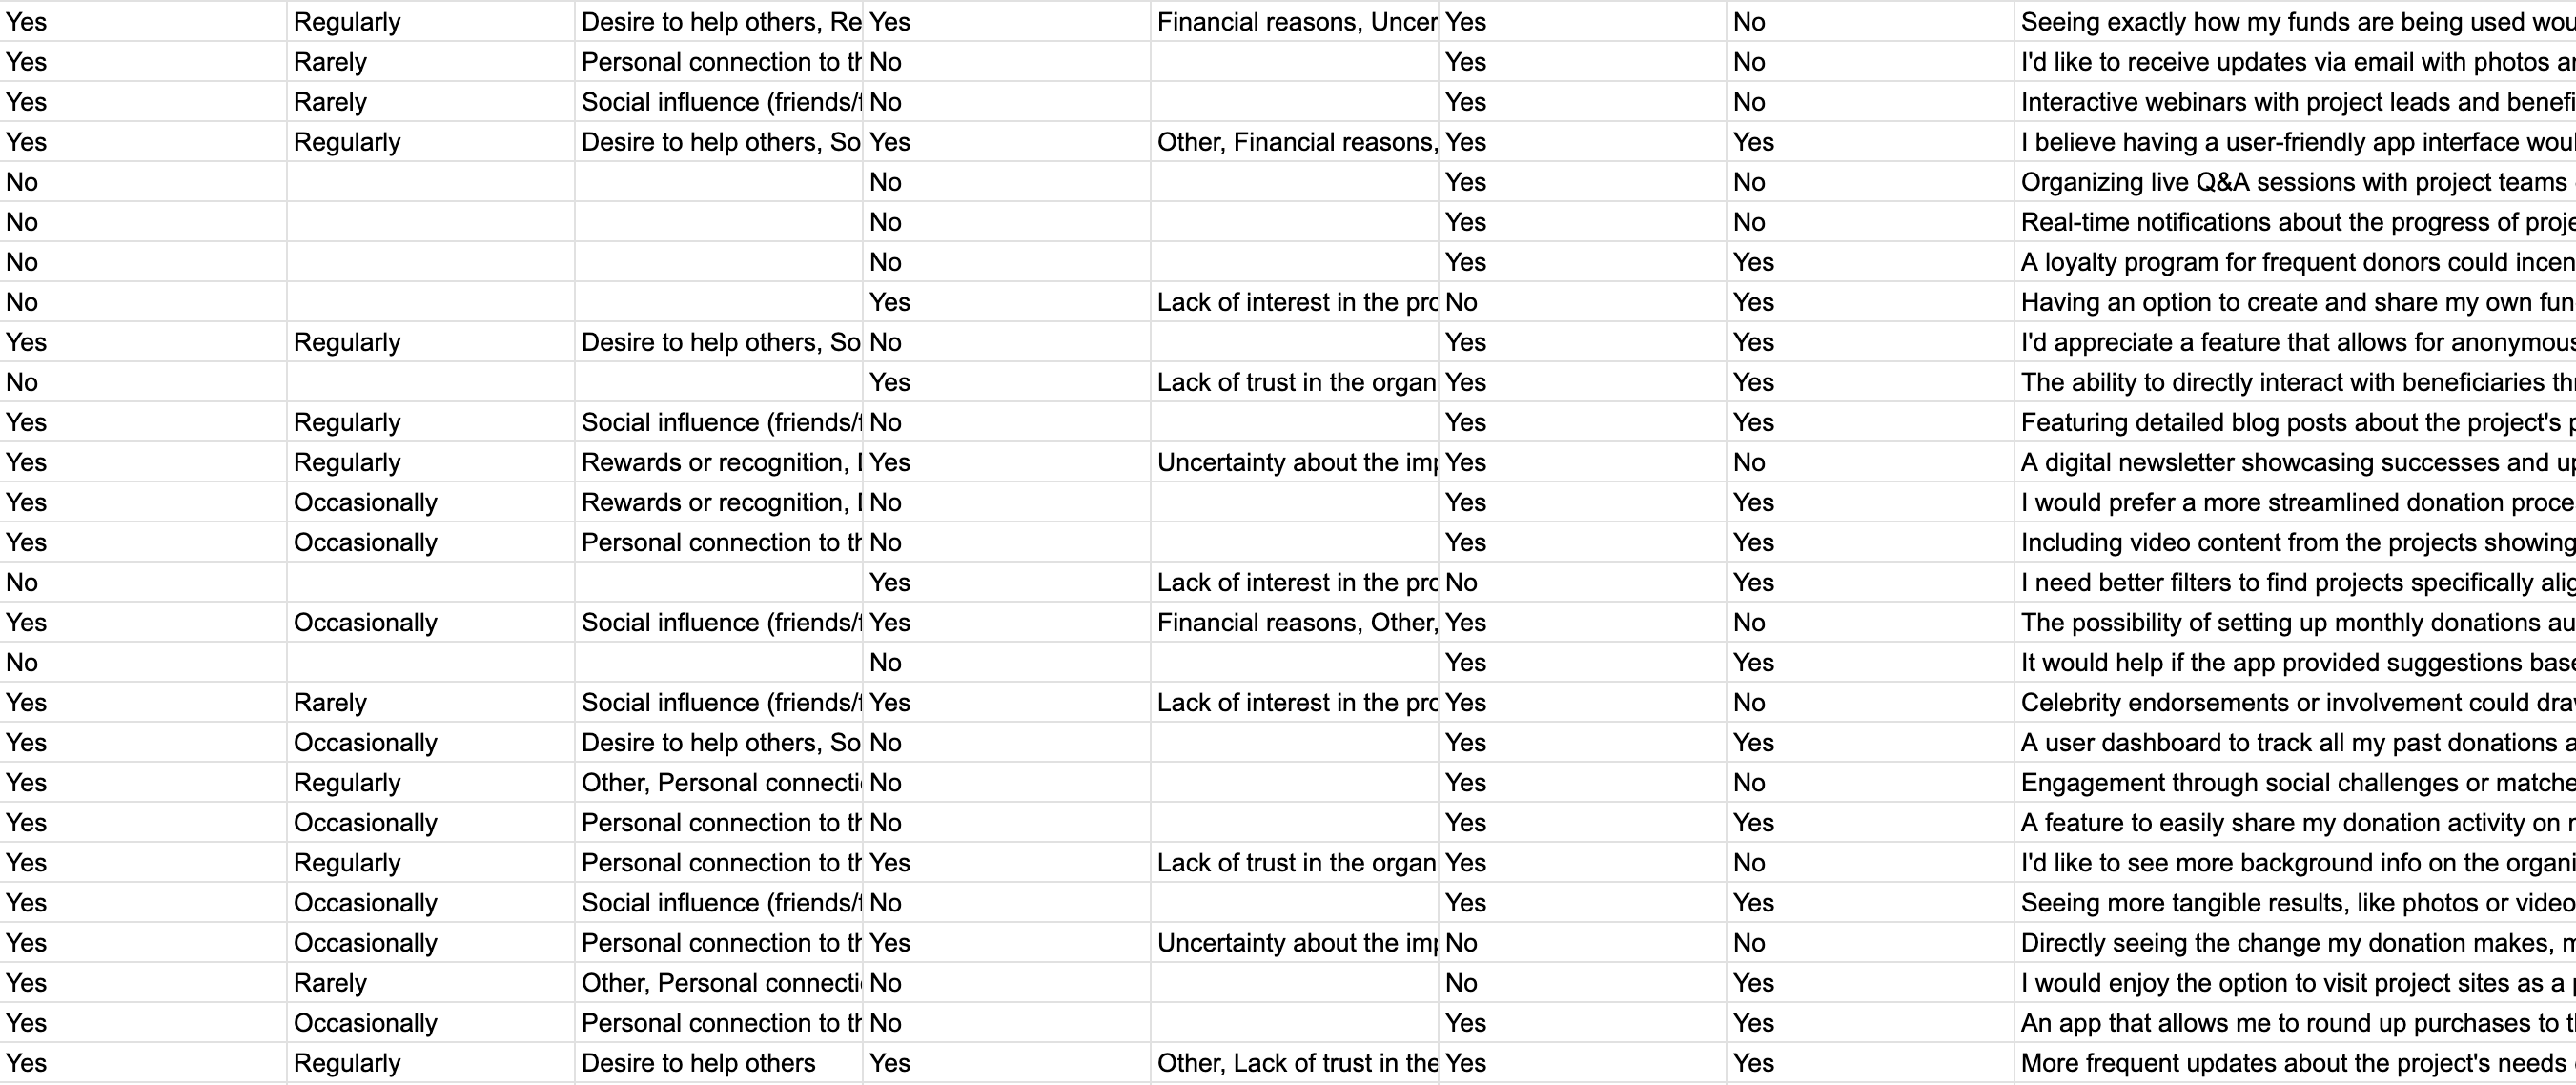 Yes Regularly Desire to help others, Re Yes Financial reasons, Uncer Yes No Seeing exactly how my funds are being used wou
Yes Rarely Personal connection to th No Yes No I'd like to receive updates via email with photos ar
Yes Rarely Social influence (friends/f No Yes No Interactive webinars with project leads and benefi
Yes Regularly Desire to help others, So Yes Other, Financial reasons, Yes Yes I believe having a user-friendly app interface woul
No No Yes No Organizing live Q&A sessions with project teams
No No Yes No Real-time notifications about the progress of proje
No No Yes Yes A loyalty program for frequent donors could incen
No Yes Lack of interest in the pro No Yes Having an option to create and share my own fun
Yes Regularly Desire to help others, So No Yes Yes I'd appreciate a feature that allows for anonymous
No Yes Lack of trust in the organ Yes Yes The ability to directly interact with beneficiaries thr
Yes Regularly Social influence (friends/f No Yes Yes Featuring detailed blog posts about the project's p
Yes Regularly Rewards or recognition, Yes Uncertainty about the imp Yes No A digital newsletter showcasing successes and up
Yes Occasionally Rewards or recognition, No Yes Yes I would prefer a more streamlined donation proce
Yes Occasionally Personal connection to th No Yes Yes Including video content from the projects showing
No Yes Lack of interest in the pro No Yes I need better filters to find projects specifically alig
Yes Occasionally Social influence (friends/f Yes Financial reasons, Other, Yes No The possibility of setting up monthly donations au
No No Yes Yes It would help if the app provided suggestions base
Yes Rarely Social influence (friends/f Yes Lack of interest in the pro Yes No Celebrity endorsements or involvement could dra
Yes Occasionally Desire to help others, So No Yes Yes A user dashboard to track all my past donations a
Yes Regularly Other, Personal connecti No Yes No Engagement through social challenges or matche
Yes Occasionally Personal connection to th No Yes Yes A feature to easily share my donation activity on
Yes Regularly Personal connection to th Yes Lack of trust in the organ Yes No I'd like to see more background info on the organi
Yes Occasionally Social influence (friends/f No Yes Yes Seeing more tangible results, like photos or video
Yes Occasionally Personal connection to th Yes Uncertainty about the imp No No Directly seeing the change my donation makes, m
Yes Rarely Other, Personal connecti No No Yes I would enjoy the option to visit project sites as a
Yes Occasionally Personal connection to th No Yes Yes An app that allows me to round up purchases to t
Yes Regularly Desire to help others Yes Other, Lack of trust in the Yes Yes More frequent updates about the project's needs